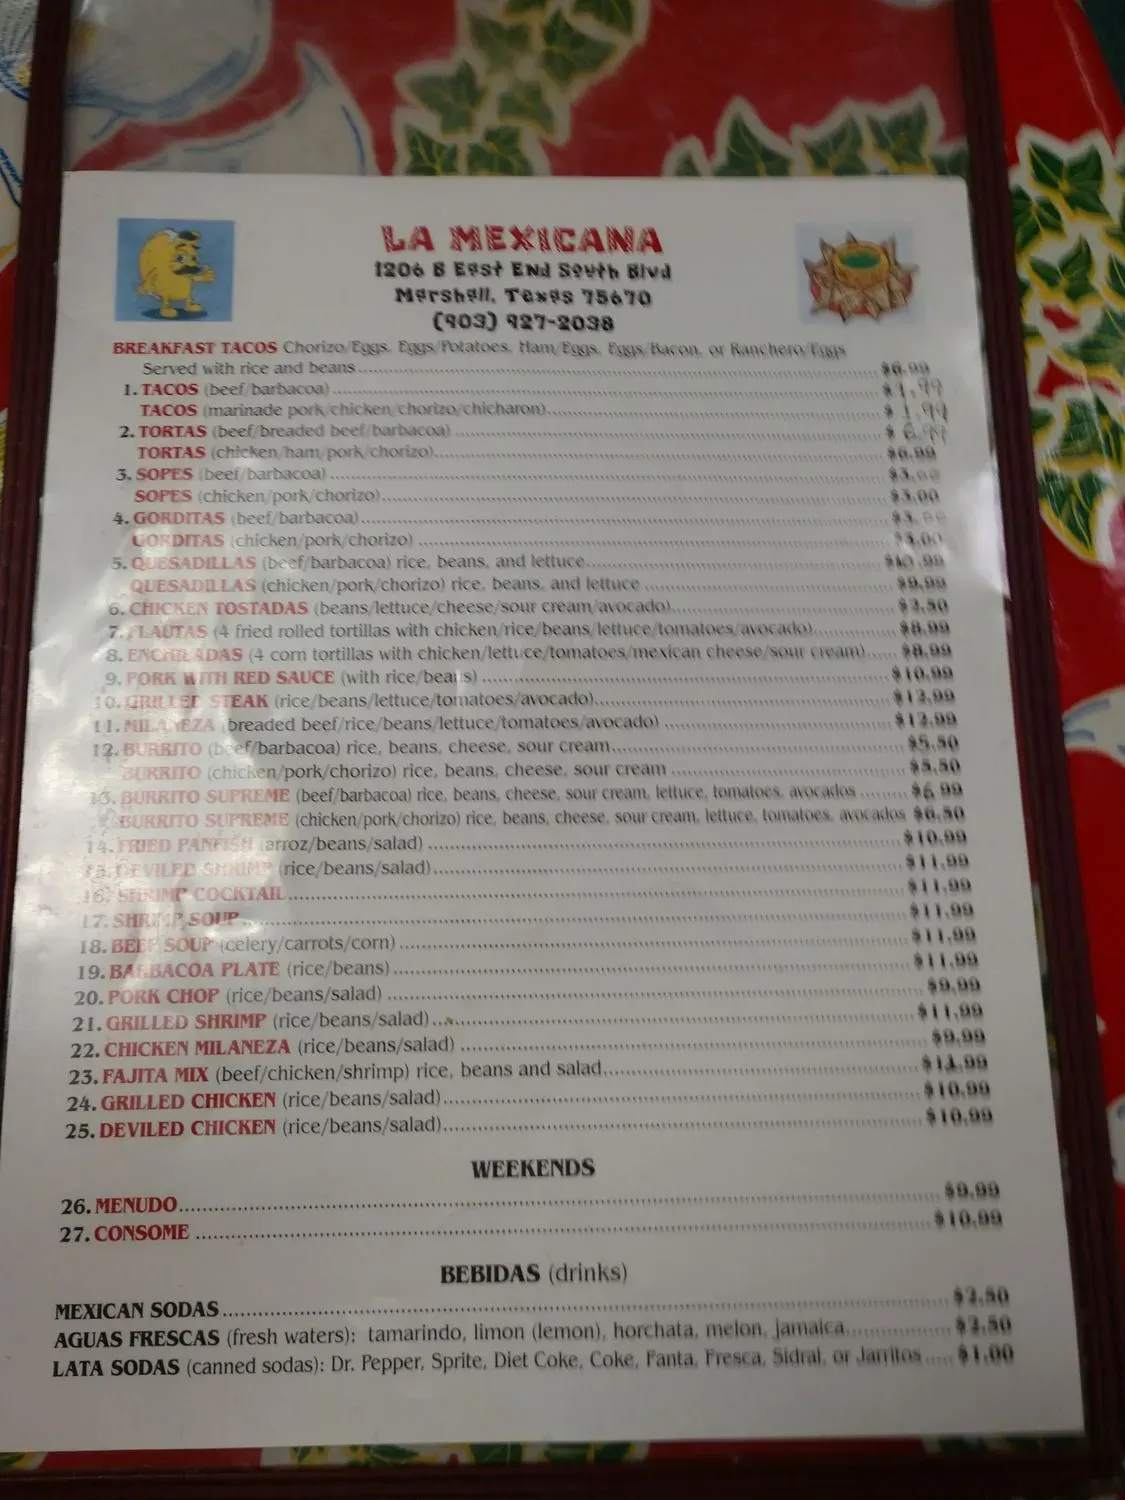 LA MEXICANA
1206 B East End South Blvd
Marshall, Texas 75670
(903) 927-2038
BREAKFAST TACOS Chorizo/Eggs, Eggs/Potatoes, Ham/Eggs, Eggs/Bacon, or Ranchero/Eggs
Served with rice and beans $6.99
1. TACOS (beef/barbacoa) $1.99
TACOS (marinade pork/chicken/chorizo/chicharon) $1.99
2. TORTAS (beef/breaded beef/barbacoa) $6.99
TORTAS (chicken/ham/pork/chorizo) $6.99
3. SOPES (beef/barbacoa) $3.00
SOPES (chicken/pork/chorizo) $3.00
4. GORDITAS (beef/barbacoa) $3.00
GORDITAS (chicken/pork/chorizo) $3.00
5. QUESADILLAS (beef/barbacoa) rice, beans, and lettuce $10.99
QUESADILLAS (chicken/pork/chorizo) rice, beans, and lettuce $9.99
6. CHICKEN TOSTADAS (beans/lettuce/cheese/sour cream/avocado)
7. FLAUTAS (4 fried rolled tortillas with chicken/rice/beans/lettuce/tomatoes/avocado) $8.99
8. ENCHILADAS (4 corn tortillas with chicken/lettuce/tomatoes/mexican cheese/sour cream) $8.99
9. PORK WITH RED SAUCE (with rice/beans) $10.99
10. GRILLED STEAK (rice/beans/lettuce/tomatoes/avocado)
11. MILANEZA (breaded beef/rice/beans/lettuce/tomatoes/avocado)
12. BURRITO (beef/barbacoa) rice, beans, cheese, sour cream $5.50
BURRITO (chicken/pork/chorizo) rice, beans, cheese, sour cream $5.50
13. BURRITO SUPREME (beef/barbacoa) rice, beans, cheese, sour cream, lettuce, tomatoes, avocados $6.99
BURRITO SUPREME (chicken/pork/chorizo) rice, beans, cheese, sour cream, lettuce, tomatoes, avocados $6.50
14. FRIED PANFISH (arroz/beans/salad) $10.99
15. DEVILED SHRIMP (rice/beans/salad) $11.99
16. SHRIMP COCKTAIL $11.99
17. SHRIMP SOUP $11.99
18. BEEF SOUP (celery/carrots/corn) $11.99
19. BARBACOA PLATE (rice/beans) $11.99
20. PORK CHOP (rice/beans/salad) $9.99
21. GRILLED SHRIMP (rice/beans/salad) $11.99
22. CHICKEN MILANEZA (rice/beans/salad) $9.99
23. FAJITA MIX (beef/chicken/shrimp) rice, beans and salad
24. GRILLED CHICKEN (rice/beans/salad) $10.99
25. DEVILED CHICKEN (rice/beans/salad) $10.99
WEEKENDS
26. MENUDO $9.99
27. CONSOME $10.99
BEBIDAS (drinks)
MEXICAN SODAS $2.50
AGUAS FRESCAS (fresh waters): tamarindo, limon (lemon), horchata, melon, jamaica $2.50
LATA SODAS (canned sodas): Dr. Pepper, Sprite, Diet Coke, Coke, Fanta, Fresca, Sidral, or Jarritos $1.00